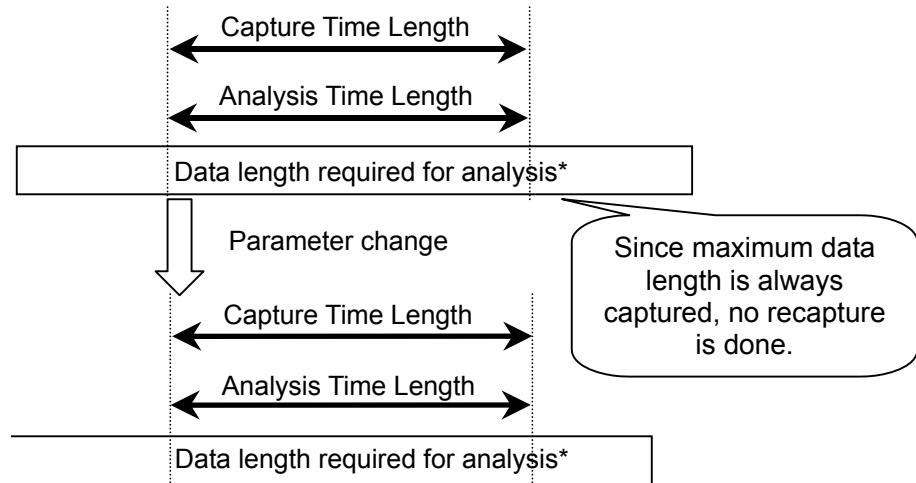 Capture Time Length
Analysis Time Length
Data length required for analysis*
Parameter change
Since maximum data
length is always
captured, no recapture
is done.
Capture Time Length
Analysis Time Length
Data length required for analysis*